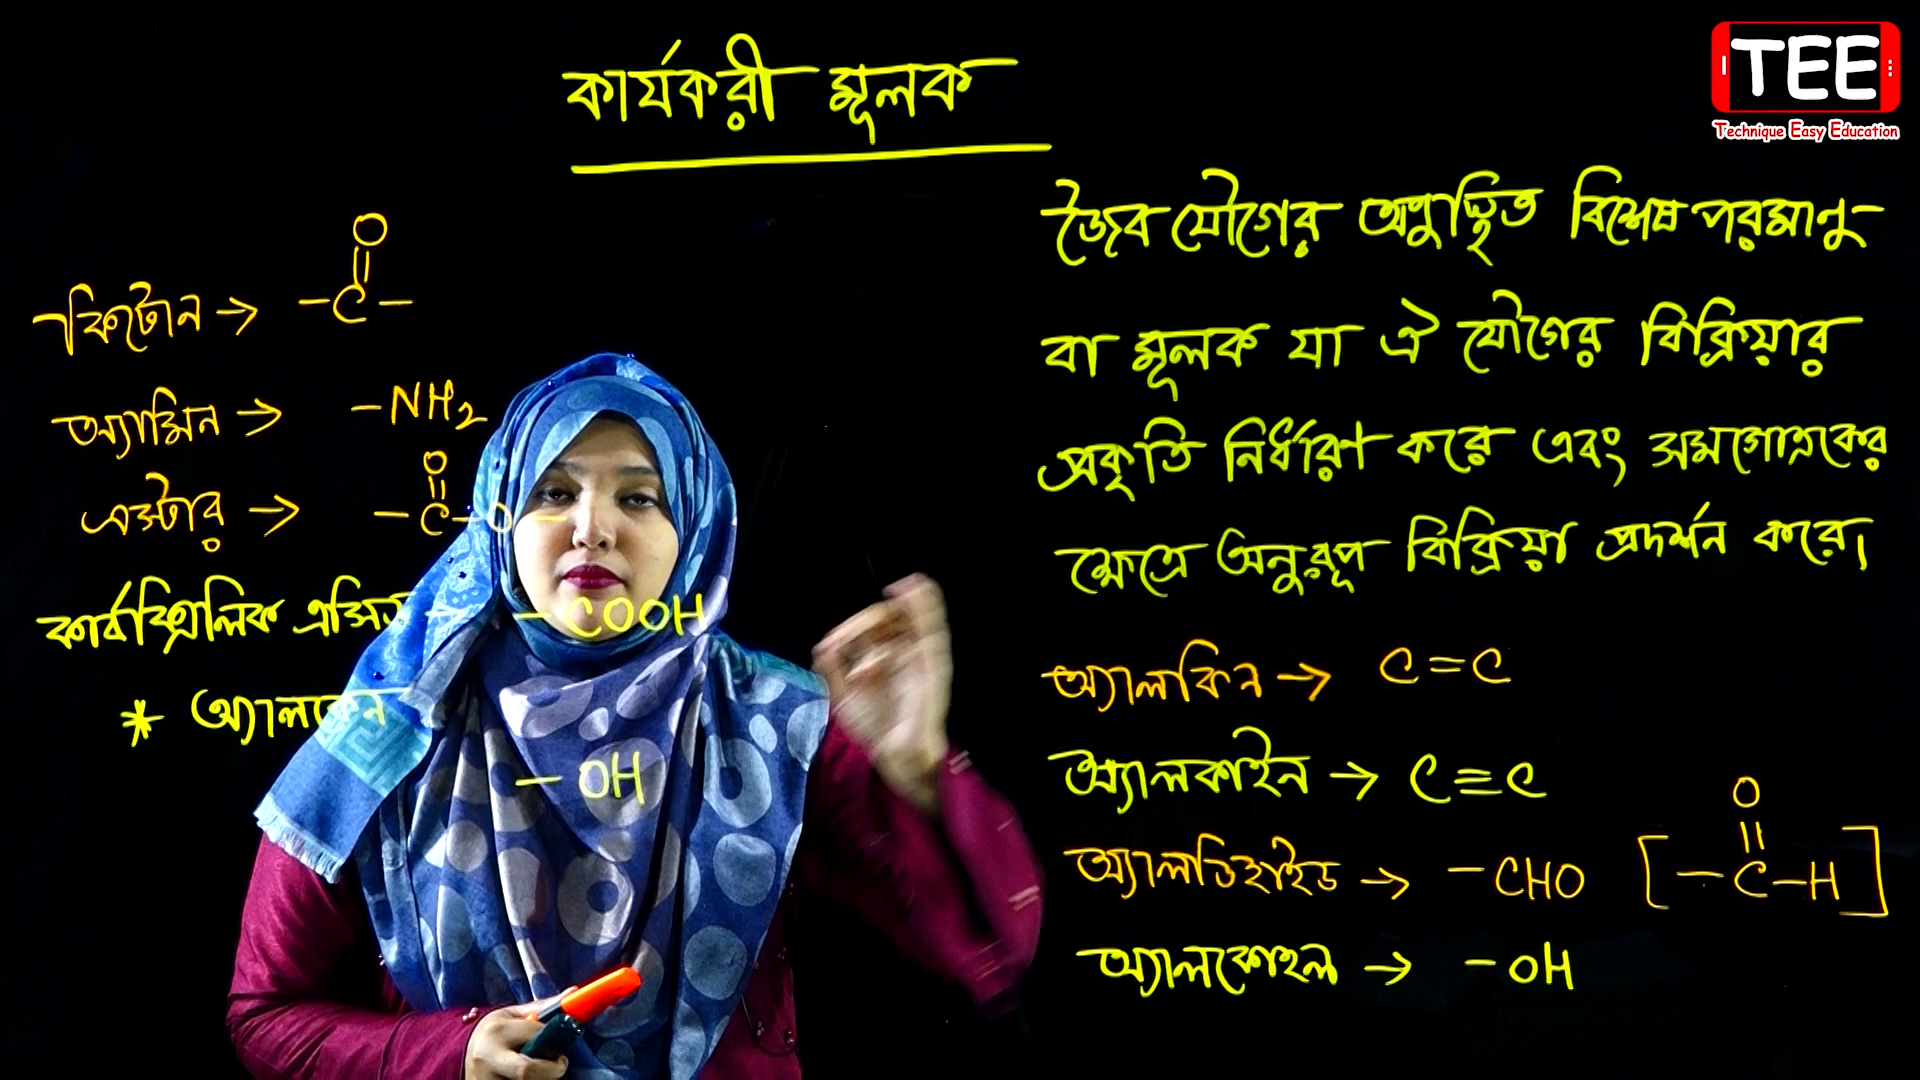 কার্যকরী মূলক
TEE
Technique Easy Education
জৈব যৌগের অণুস্থিত বিশেষ পরমানু
বা মূলক যা ঐ যৌগের বিক্রিয়ার
প্রকৃতি নির্ধারণ করে এবং সমগোত্রকের
ক্ষেত্রে অনুরূপ বিক্রিয়া প্রদর্শন করে।
অ্যালকিন → C=C
অ্যালকাইন → C≡C
অ্যালডিহাইড → -CHO [-C-H]
O
অ্যালকোহল → -OH
O
কিটোন → -C-
অ্যামিন → -NH2
O
এস্টার → -C-O-
কার্বক্সিলিক এসিড -COOH
* অ্যালকেন
-OH